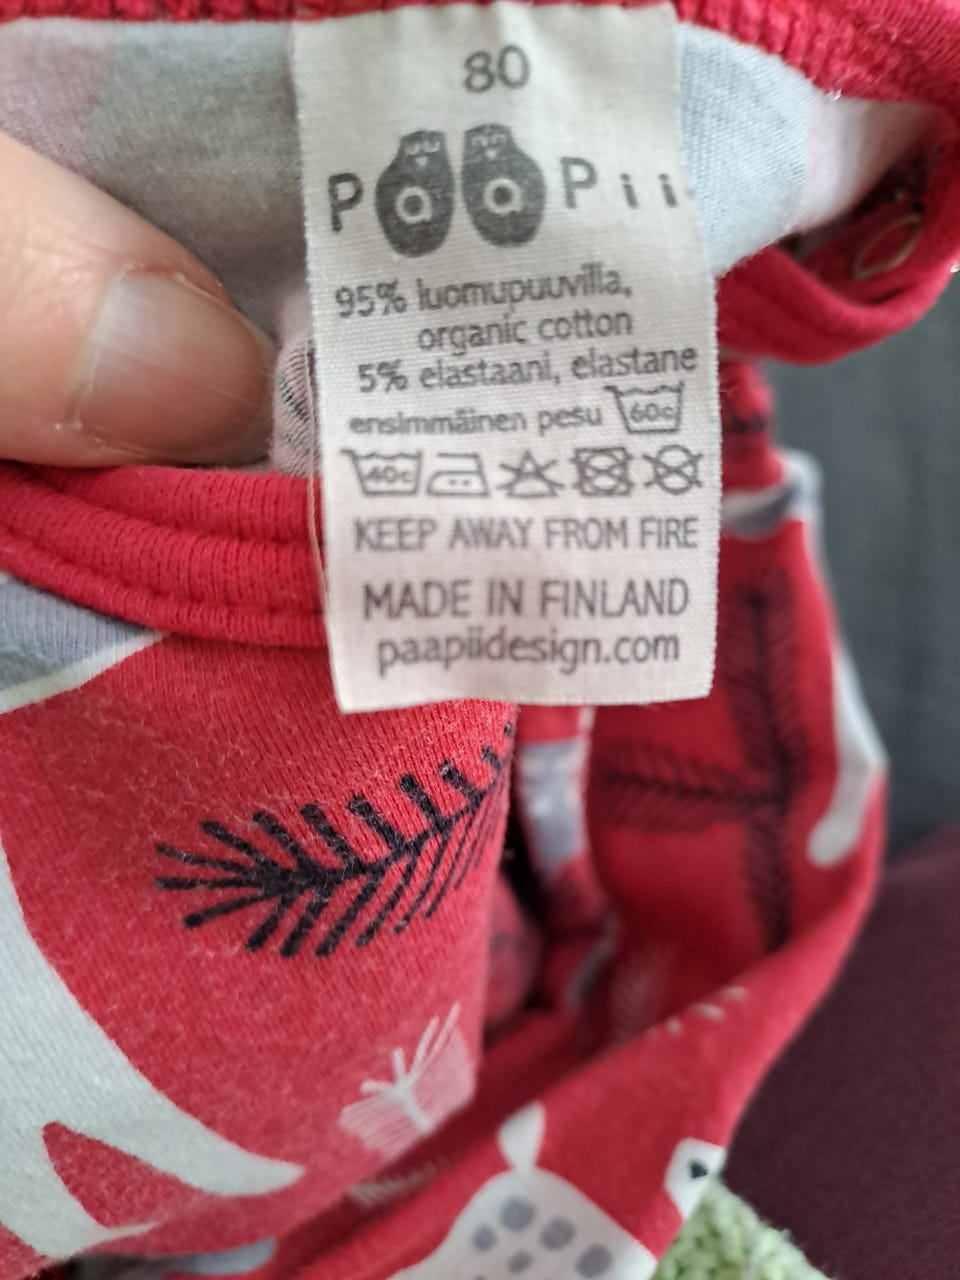 80
Paapii
95% luomupuuvilla,
organic cotton
5% elastaani, elastane
ensimmäinen pesu 60c
40c
KEEP AWAY FROM FIRE
MADE IN FINLAND
paapiidesign.com